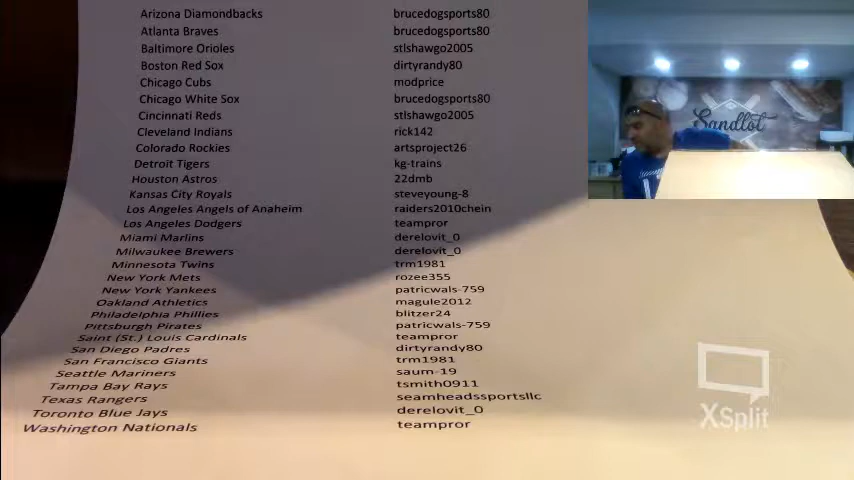 Arizona Diamondbacks brucedogsports80
Atlanta Braves brucedogsports80
Baltimore Orioles stlshawgo2005
Boston Red Sox dirtyrandy80
Chicago Cubs modprice
Chicago White Sox brucedogsports80
Cincinnati Reds stlshawgo2005
Cleveland Indians rick142
Colorado Rockies artsproject26
Detroit Tigers kg-trains
Houston Astros 22dmb
Kansas City Royals steveyoung-8
Los Angeles Angels of Anaheim raiders2010chein
Los Angeles Dodgers teampror
Miami Marlins derelovit_0
Milwaukee Brewers derelovit_0
Minnesota Twins trm1981
New York Mets rozee355
New York Yankees patricwals-759
Oakland Athletics magule2012
Philadelphia Phillies blitzer24
Pittsburgh Pirates patricwals-759
Saint (St.) Louis Cardinals teampror
San Diego Padres dirtyrandy80
San Francisco Giants trm1981
Seattle Mariners saum-19
Tampa Bay Rays tsmith0911
Texas Rangers seamheadssportsllc
Toronto Blue Jays derelovit_0
Washington Nationals teampror
Sandlot
XSplit